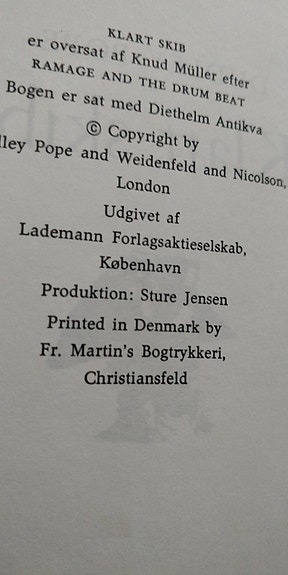 KLART SKIB
er oversat af Knud Müller efter
RAMAGE AND THE DRUM BEAT
Bogen er sat med Diethelm Antikva
© Copyright by
lley Pope and Weidenfeld and Nicolson,
London
Udgivet af
Lademann Forlagsaktieselskab,
København
Produktion: Sture Jensen
Printed in Denmark by
Fr. Martin's Bogtrykkeri,
Christiansfeld